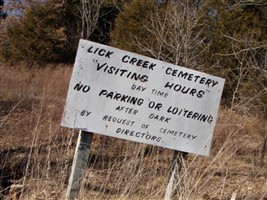 LICK CREEK CEMETERY
"VISITING HOURS"
DAY TIME
NO PARKING OR LOITERING
AFTER DARK
BY REQUEST OF CEMETERY
DIRECTORS.